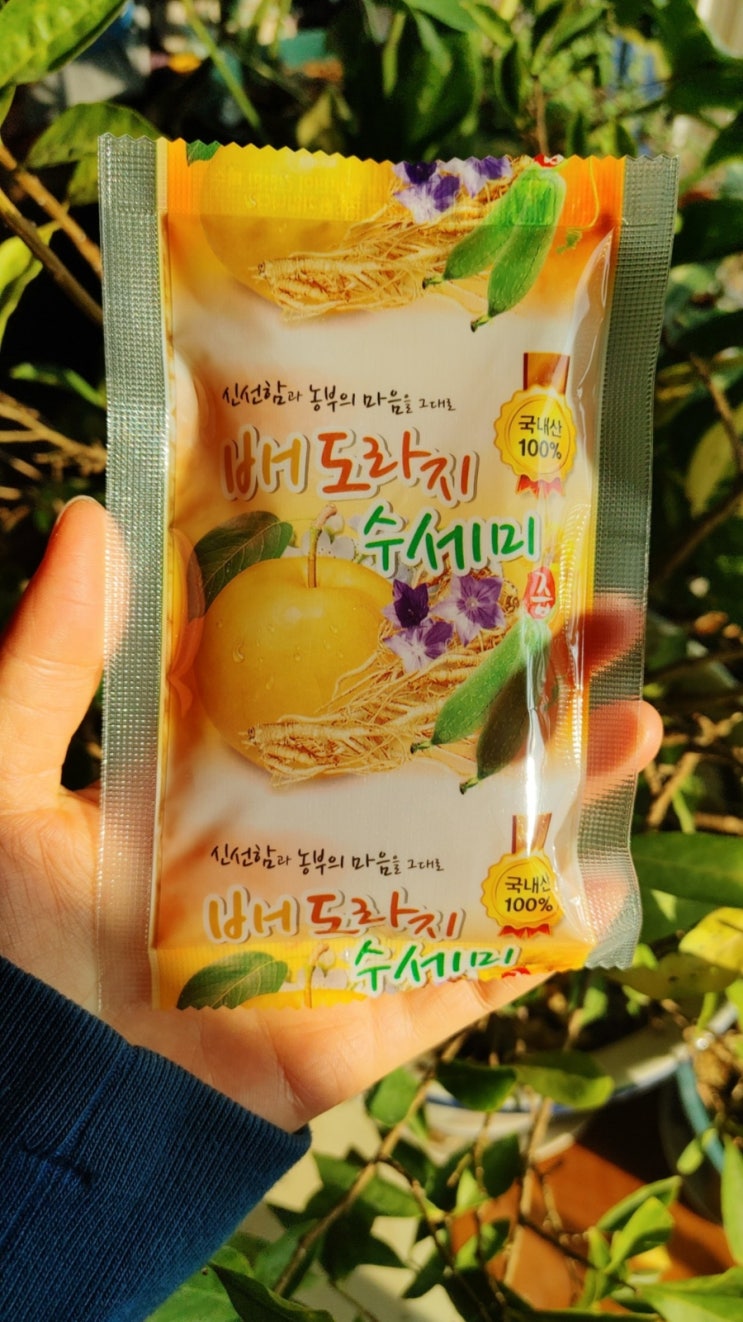 신선함과 농부의 마음을 그대로
국내산
100%
배도라지
수세미
즙
신선함과 농부의 마음을 그대로
국내산
100%
배도라지
수세미